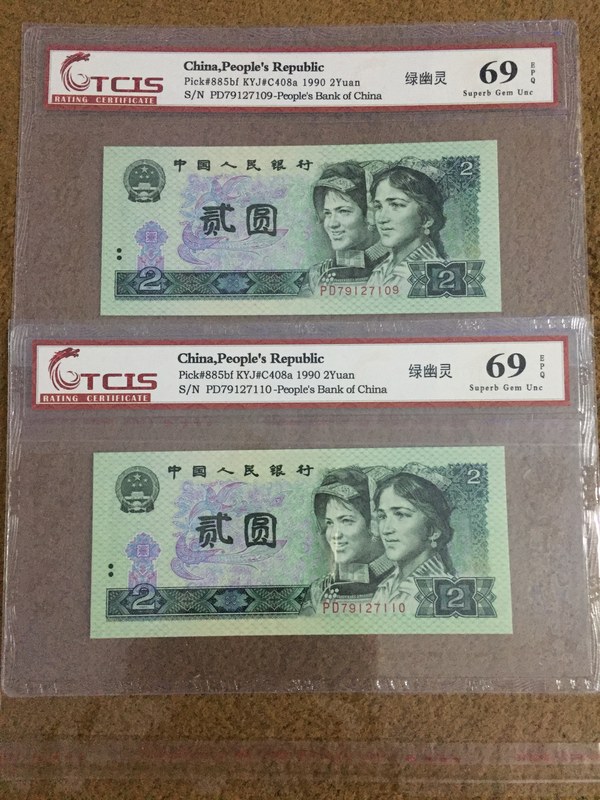 TCIS
RATING CERTIFICATE
China,People's Republic
Pick#885bf KYJ#C408a 1990 2Yuan
S/N PD79127109-People's Bank of China
绿幽灵
69
EPQ
Superb Gem Unc
中国人民银行
2
贰圆
2
PD79127109
2
TCIS
RATING CERTIFICATE
China,People's Republic
Pick#885bf KYJ#C408a 1990 2Yuan
S/N PD79127110-People's Bank of China
绿幽灵
69
EPQ
Superb Gem Unc
中国人民银行
2
贰圆
2
PD79127110
2